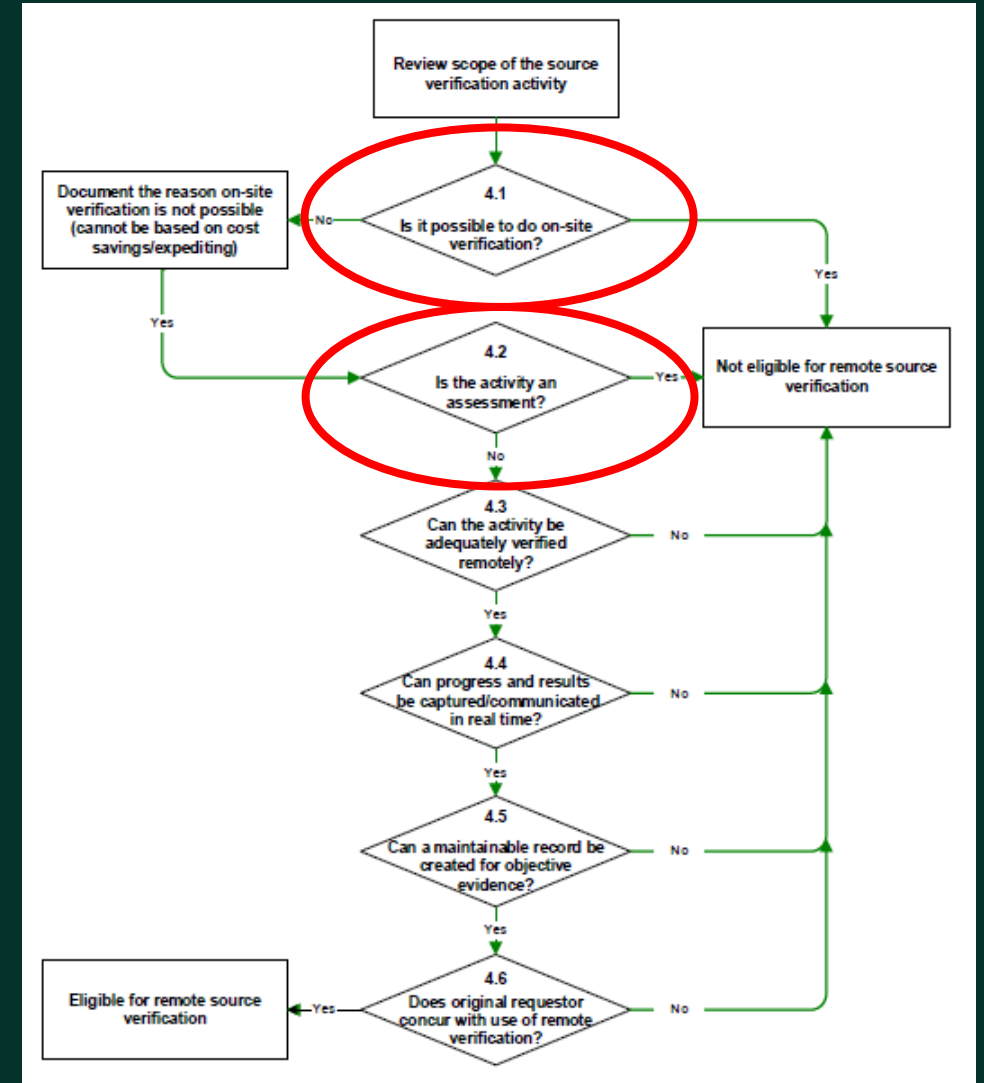 Review scope of the source
verification activity
4.1
Is it possible to do on-site
verification?
No
Yes
Document the reason on-site
verification is not possible
(cannot be based on cost
savings/expediting)
Yes
4.2
Is the activity an
assessment?
Yes
No
Not eligible for remote source
verification
4.3
Can the activity be
adequately verified
remotely?
No
Yes
4.4
Can progress and results
be captured/communicated
in real time?
No
Yes
4.5
Can a maintainable record be
created for objective
evidence?
No
Yes
4.6
Does original requestor
concur with use of remote
verification?
No
Yes
Eligible for remote source
verification